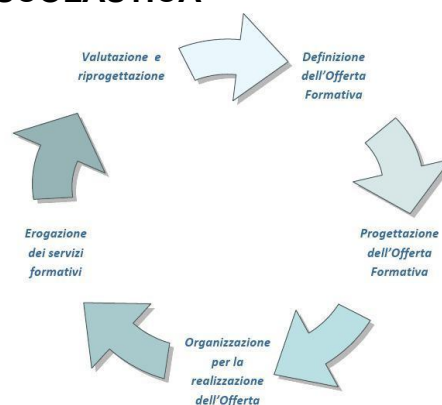 Valutazione e
riprogettazione
Definizione
dell'Offerta
Formativa
Progettazione
dell'Offerta
Formativa
Organizzazione
per la
realizzazione
dell'Offerta
Erogazione
dei servizi
formativi